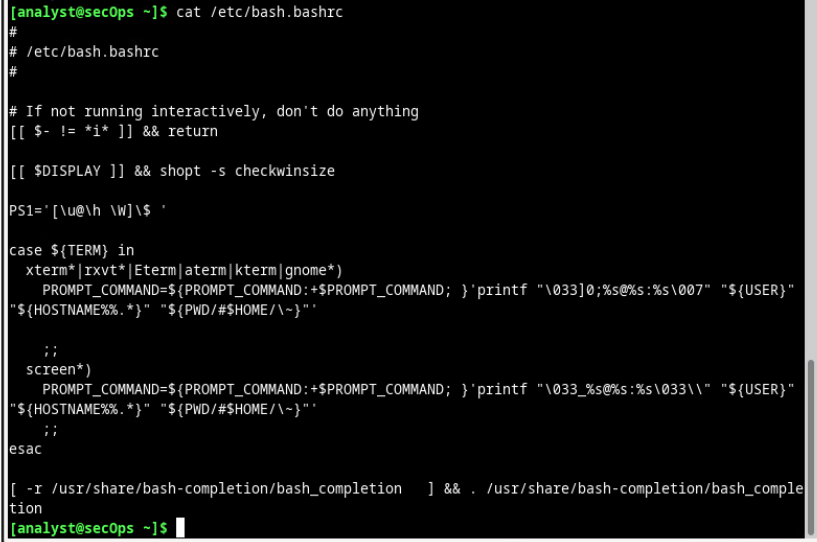 [analyst@secOps ~]$ cat /etc/bash.bashrc
#
# /etc/bash.bashrc
#
# If not running interactively, don't do anything
[[ $- != *i* ]] && return
[[ $DISPLAY ]] && shopt -s checkwinsize
PS1='[\u@\h \W]\$ '
case ${TERM} in
  xterm*|rxvt*|Eterm|aterm|kterm|gnome*)
    PROMPT_COMMAND=${PROMPT_COMMAND:+$PROMPT_COMMAND; }'printf "\033]0;%s@%s:%s\007" "${USER}"
"${HOSTNAME%%.*}" "${PWD/#$HOME/\~}"'
    ;;
  screen*)
    PROMPT_COMMAND=${PROMPT_COMMAND:+$PROMPT_COMMAND; }'printf "\033_%s@%s:%s\033\\" "${USER}"
"${HOSTNAME%%.*}" "${PWD/#$HOME/\~}"'
    ;;
esac
[ -r /usr/share/bash-completion/bash_completion   ] && . /usr/share/bash-completion/bash_comple
tion
[analyst@secOps ~]$